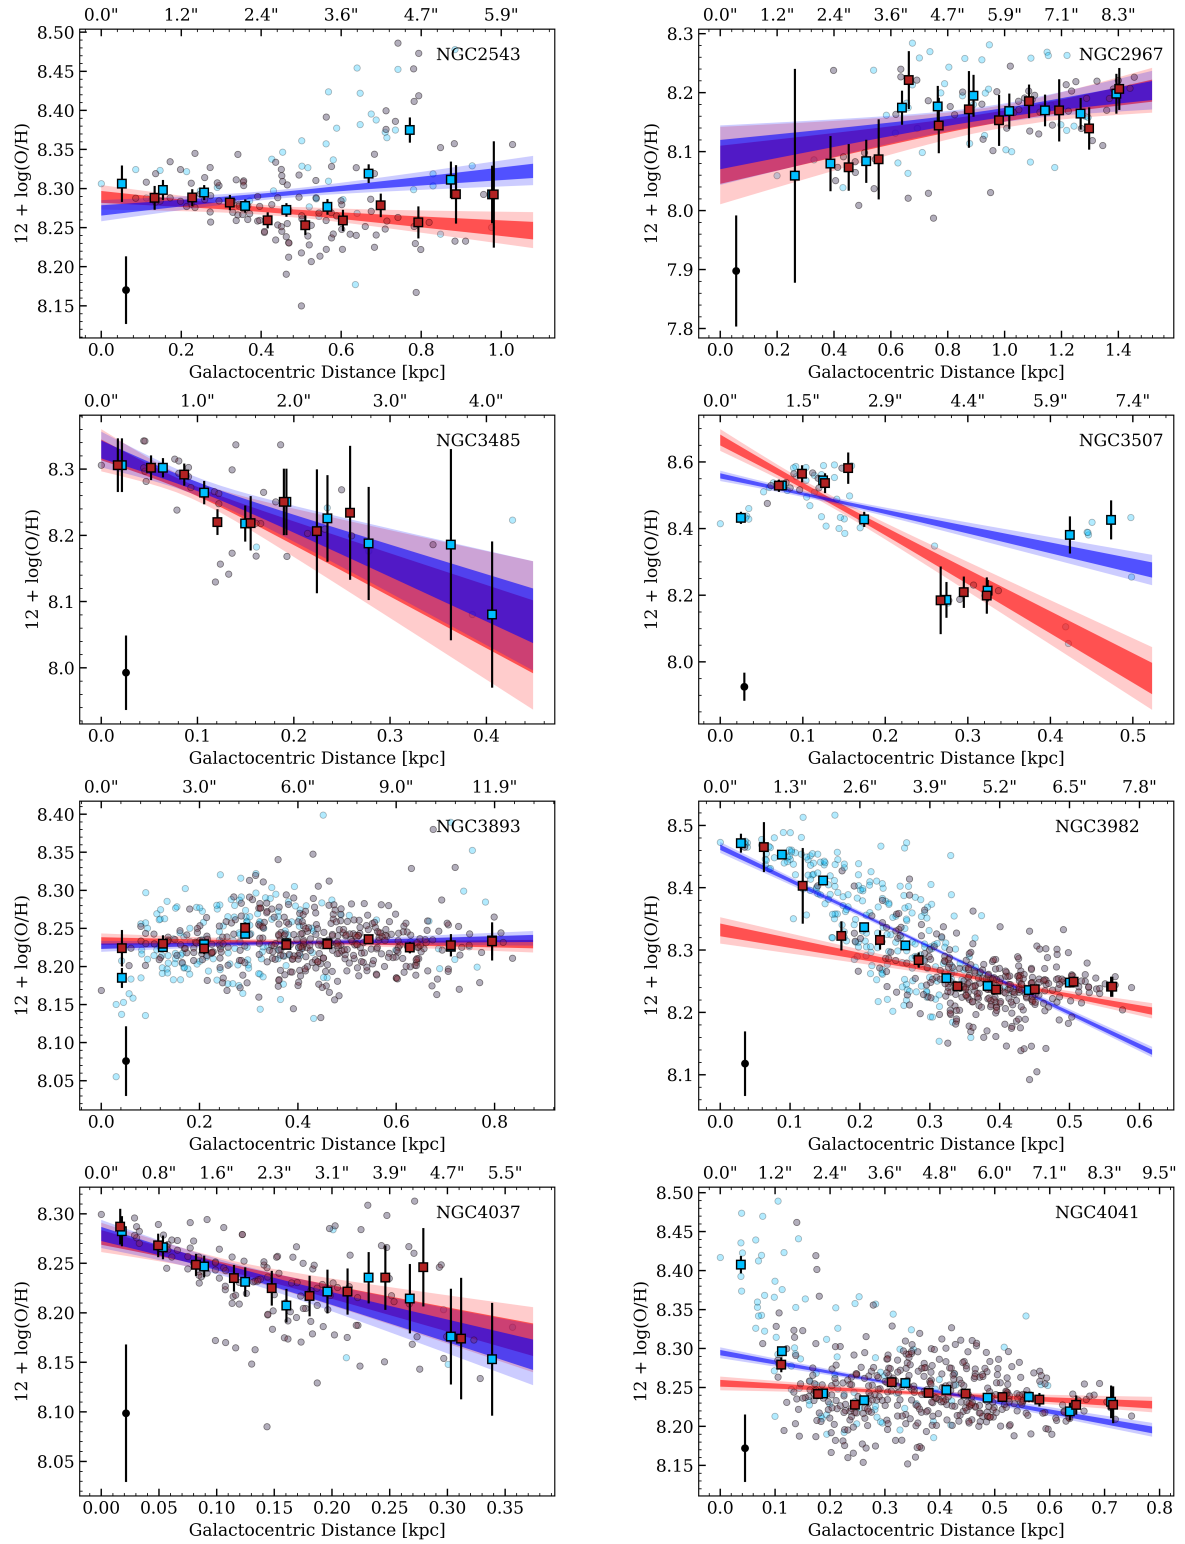 0.0" 1.2" 2.4" 3.6" 4.7" 5.9"
8.50
8.45
8.40
8.35
8.30
8.25
8.20
8.15
12 + log(O/H)
NGC2543
0.0 0.2 0.4 0.6 0.8 1.0
Galactocentric Distance [kpc]
0.0" 1.2" 2.4" 3.6" 4.7" 5.9" 7.1" 8.3"
8.3
8.2
8.1
8.0
7.9
7.8
12 + log(O/H)
NGC2967
0.0 0.2 0.4 0.6 0.8 1.0 1.2 1.4
Galactocentric Distance [kpc]
0.0" 1.0" 2.0" 3.0" 4.0"
8.3
8.2
8.1
8.0
12 + log(O/H)
NGC3485
0.0 0.1 0.2 0.3 0.4
Galactocentric Distance [kpc]
0.0" 1.5" 2.9" 4.4" 5.9" 7.4"
8.6
8.4
8.2
8.0
12 + log(O/H)
NGC3507
0.0 0.1 0.2 0.3 0.4 0.5
Galactocentric Distance [kpc]
0.0" 3.0" 6.0" 9.0" 11.9"
8.40
8.35
8.30
8.25
8.20
8.15
8.10
8.05
12 + log(O/H)
NGC3893
0.0 0.2 0.4 0.6 0.8
Galactocentric Distance [kpc]
0.0" 1.3" 2.6" 3.9" 5.2" 6.5" 7.8"
8.5
8.4
8.3
8.2
8.1
12 + log(O/H)
NGC3982
0.0 0.1 0.2 0.3 0.4 0.5 0.6
Galactocentric Distance [kpc]
0.0" 0.8" 1.6" 2.3" 3.1" 3.9" 4.7" 5.5"
8.30
8.25
8.20
8.15
8.10
8.05
12 + log(O/H)
NGC4037
0.00 0.05 0.10 0.15 0.20 0.25 0.30 0.35
Galactocentric Distance [kpc]
0.0" 1.2" 2.4" 3.6" 4.8" 6.0" 7.1" 8.3" 9.5"
8.50
8.45
8.40
8.35
8.30
8.25
8.20
8.15
12 + log(O/H)
NGC4041
0.0 0.1 0.2 0.3 0.4 0.5 0.6 0.7 0.8
Galactocentric Distance [kpc]